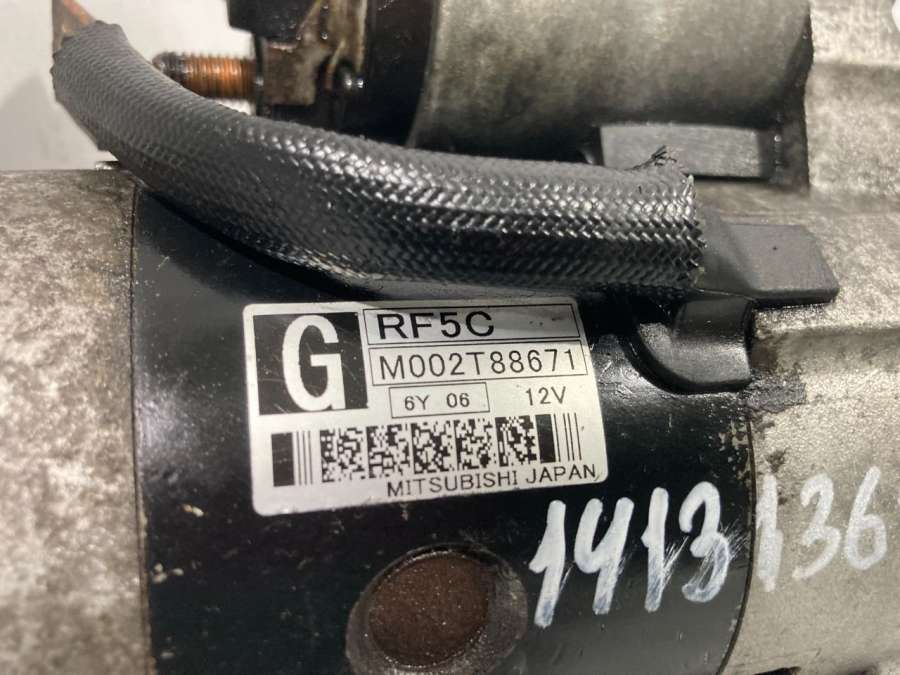 G
RF5C
M002T88671
6Y 06
12V
MITSUBISHI JAPAN
1413136